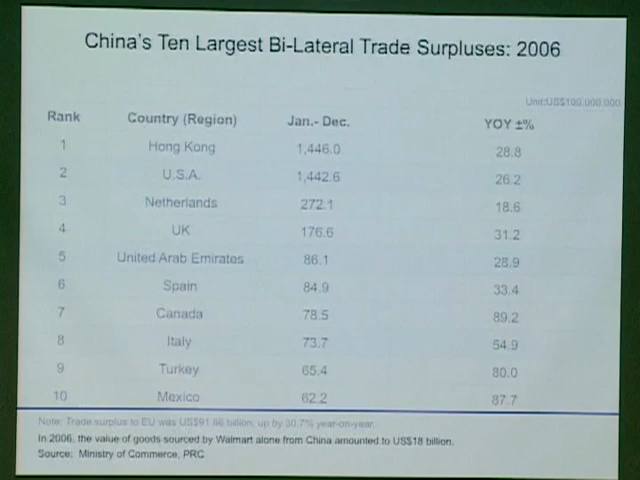 China's Ten Largest Bi-Lateral Trade Surpluses: 2006
Unit:US$100,000,000
Rank Country (Region) Jan.- Dec. YOY ±%
1 Hong Kong 1,446.0 28.8
2 U.S.A. 1,442.6 26.2
3 Netherlands 272.1 18.6
4 UK 176.6 31.2
5 United Arab Emirates 86.1 28.9
6 Spain 84.9 33.4
7 Canada 78.5 89.2
8 Italy 73.7 54.9
9 Turkey 65.4 80.0
10 Mexico 62.2 87.7
Note: Trade surplus to EU was US$91.66 billion, up by 30.7% year-on-year.
In 2006, the value of goods sourced by Walmart alone from China amounted to US$18 billion.
Source: Ministry of Commerce, PRC